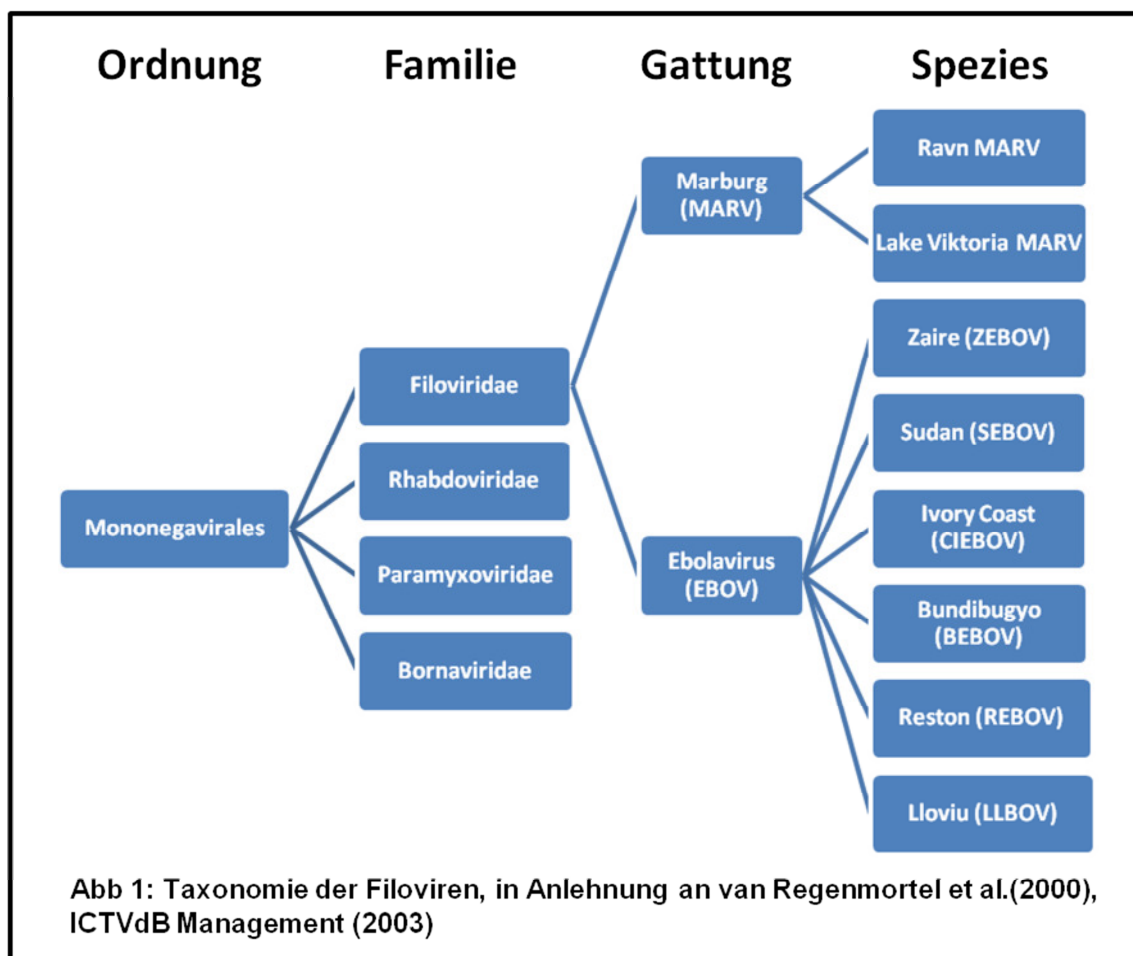 Ordnung Familie Gattung Spezies
Ravn MARV
Marburg
(MARV)
Lake Viktoria MARV
Zaire (ZEBOV)
Filoviridae
Sudan (SEBOV)
Rhabdoviridae
Mononegavirales
Ivory Coast
(CIEBOV)
Paramyxoviridae
Ebolavirus
(EBOV)
Bundibugyo
(BEBOV)
Bornaviridae
Reston (REBOV)
Lloviu (LLBOV)
Abb 1: Taxonomie der Filoviren, in Anlehnung an van Regenmortel et al.(2000),
ICTVdB Management (2003)